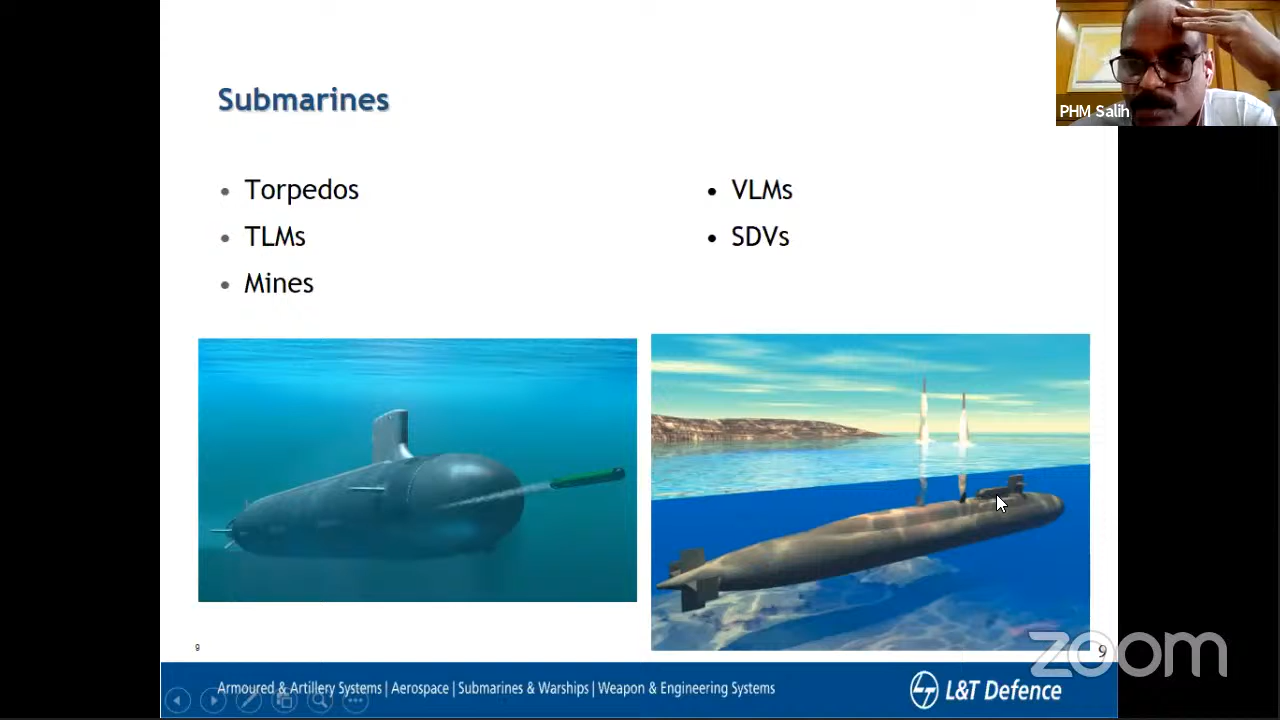 Submarines
PHM Salih
Torpedos
TLMs
Mines
VLMs
SDVs
9
9
zoom
Armoured & Artillery Systems | Aerospace | Submarines & Warships | Weapon & Engineering Systems
L&T Defence